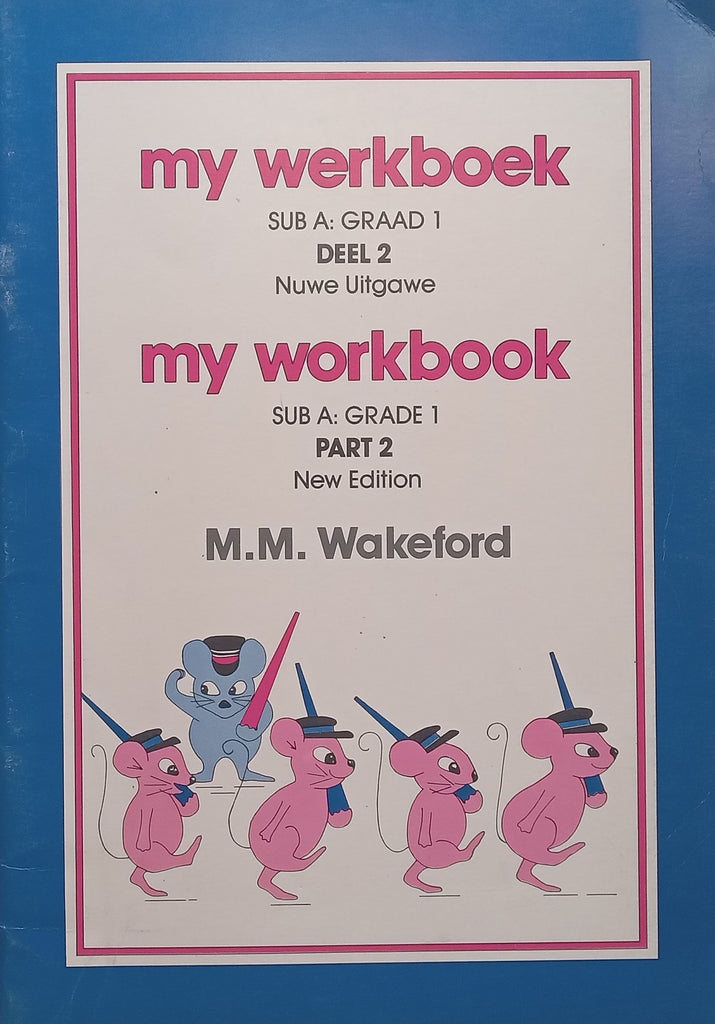 my werkboek
SUB A: GRAAD 1
DEEL 2
Nuwe Uitgawe
my workbook
SUB A: GRADE 1
PART 2
New Edition
M.M. Wakeford